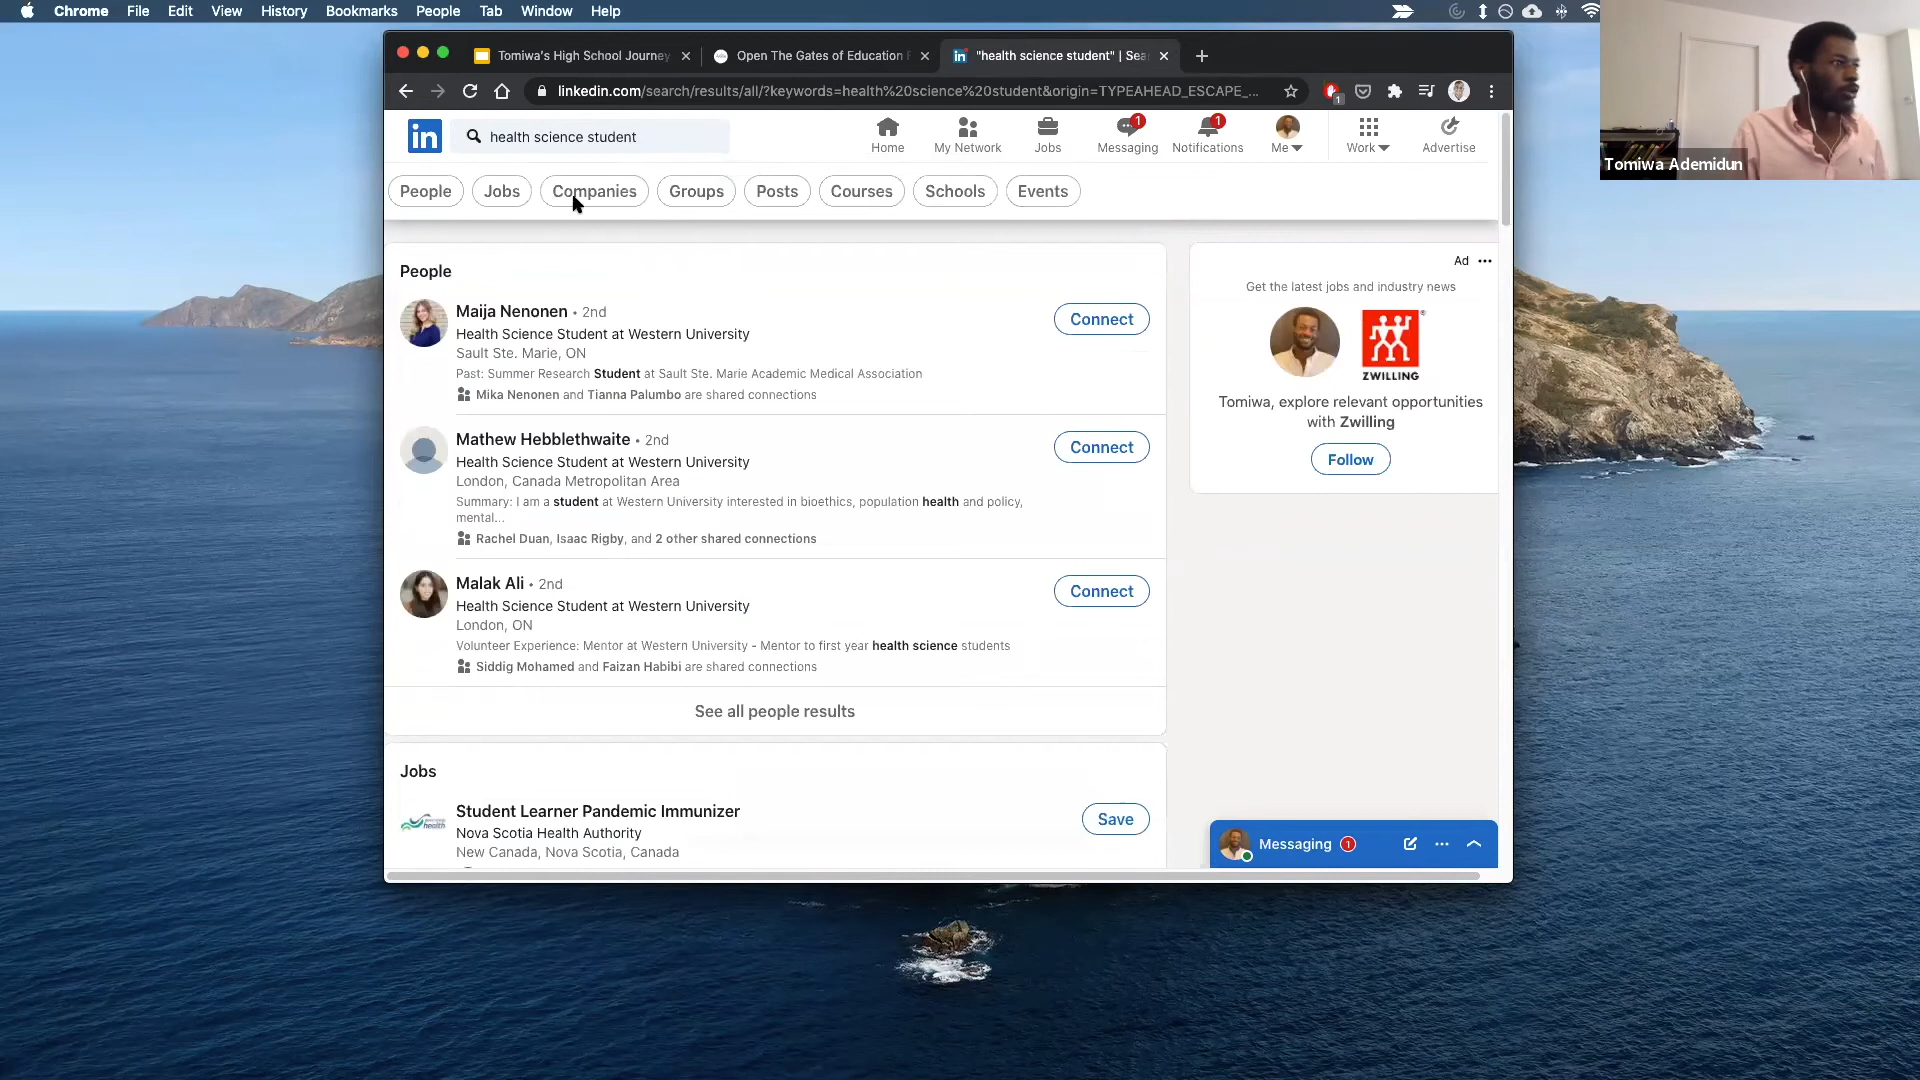 Chrome File Edit View History Bookmarks People Tab Window Help
Tomiwa's High School Journey
Open The Gates of Education
"health science student" | Sea
linkedin.com/search/results/all/?keywords=health%20science%20student&origin=TYPEAHEAD_ESCAPE_...
1
Tomiwa Ademidun
in
health science student
Home
My Network
Jobs
1
Messaging
1
Notifications
Me
Work
Advertise
People Jobs Companies Groups Posts Courses Schools Events
People
Maija Nenonen • 2nd
Health Science Student at Western University
Sault Ste. Marie, ON
Past: Summer Research Student at Sault Ste. Marie Academic Medical Association
Mika Nenonen and Tianna Palumbo are shared connections
Connect
Mathew Hebblethwaite • 2nd
Health Science Student at Western University
London, Canada Metropolitan Area
Summary: I am a student at Western University interested in bioethics, population health and policy,
mental...
Rachel Duan, Isaac Rigby, and 2 other shared connections
Connect
Malak Ali • 2nd
Health Science Student at Western University
London, ON
Volunteer Experience: Mentor at Western University - Mentor to first year health science students
Siddig Mohamed and Faizan Habibi are shared connections
Connect
See all people results
Jobs
health
Student Learner Pandemic Immunizer
Nova Scotia Health Authority
New Canada, Nova Scotia, Canada
Save
Ad
Get the latest jobs and industry news
ZWILLING
Tomiwa, explore relevant opportunities
with Zwilling
Follow
Messaging 1